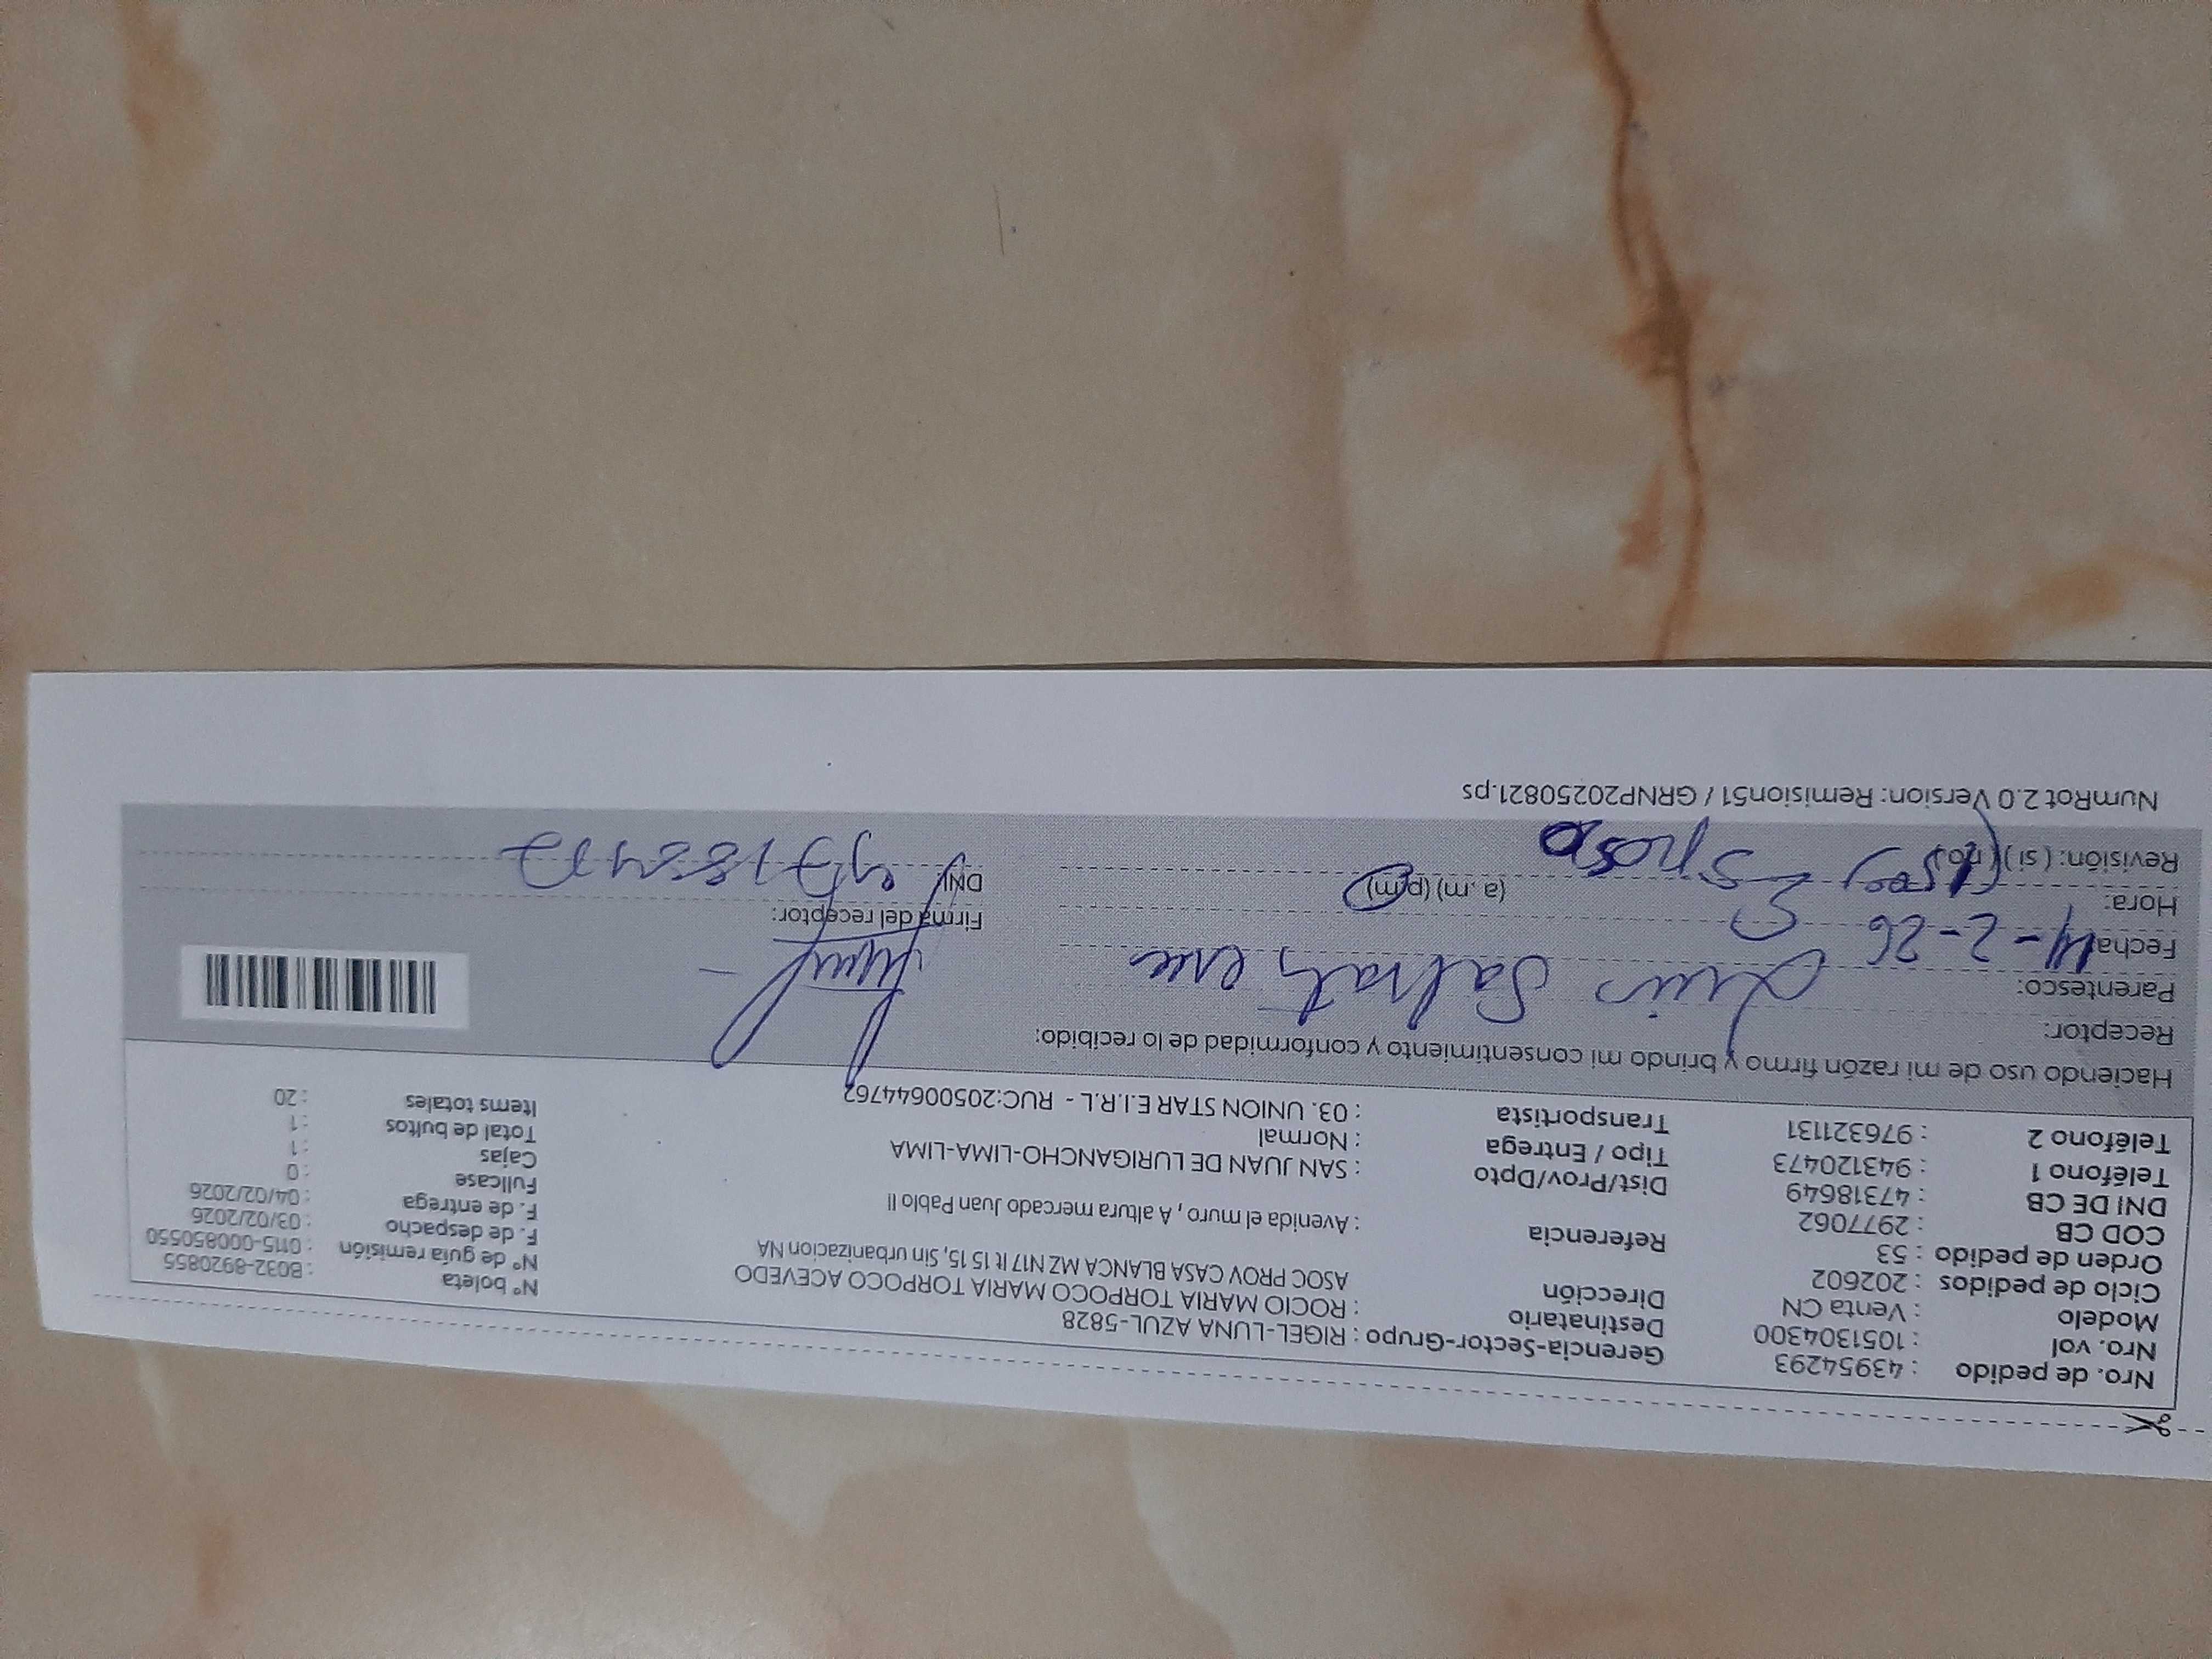 Nro. de pedido : 43954293
Nro. vol : 1051304300
Modelo : Venta CN
Ciclo de pedidos : 202602
Orden de pedido : 53
COD CB : 2977062
DNI DE CB : 47318649
Teléfono 1 : 943120473
Teléfono 2 : 976321131
Gerencia-Sector-Grupo : RIGEL-LUNA AZUL-5828
Destinatario : ROCIO MARIA TORPOCO MARIA TORPOCO ACEVEDO
Dirección ASOC PROV CASA BLANCA MZ N17 lt 15 15, 15, Sin urbanizacion NA
Referencia : Avenida el muro , A altura mercado Juan Pablo II
Dist/Prov/Dpto : SAN JUAN DE LURIGANCHO-LIMA-LIMA
Tipo / Entrega : Normal
Transportista : 03. UNION STAR E.I.R.L - RUC:20500644762
N° boleta : B032-8920855
N° de guía remisión : 0115-000850550
F. de despacho : 03/02/2026
F. de entrega : 04/02/2026
Fullcase : 0
Cajas : 1
Total de bultos : 1
Items totales : 20
Haciendo uso de mi razón firmo y brindo mi consentimiento y conformidad de lo recibido:
Receptor:
Parentesco: Luis
Fecha: 4-2-26
Hora: (a. m) (p.m)
Revisión: ( si ) ( no ) Esposo
Firma del receptor:
DNI:
NumRot 2.0 Version: Remision51 / GRNP20250821.ps